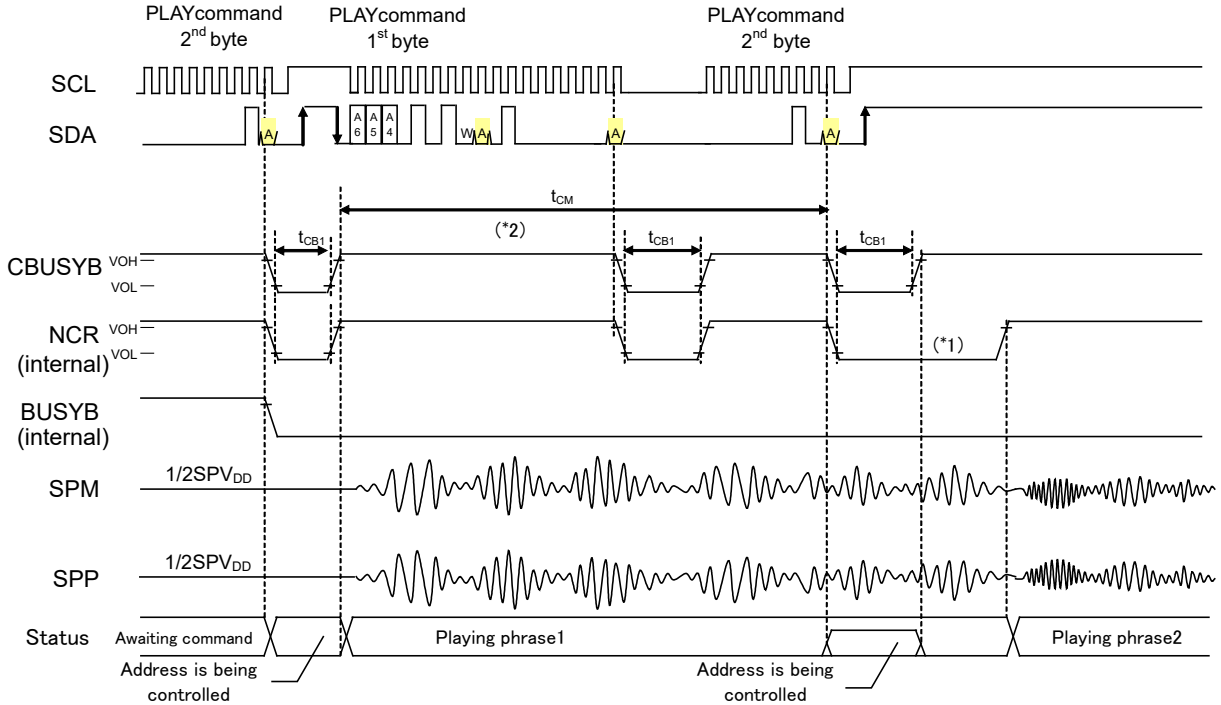 PLAYcommand
2nd byte
PLAYcommand
1st byte
PLAYcommand
2nd byte
SCL
SDA
A
A
6
A
5
A
4
W
A
A
A
tCM
(*2)
tCB1
tCB1
tCB1
CBUSYB
VOH
VOL
NCR
(internal)
VOH
VOL
(*1)
BUSYB
(internal)
SPM
1/2SPVDD
SPP
1/2SPVDD
Status
Awaiting command
Playing phrase1
Playing phrase2
Address is being
controlled
Address is being
controlled